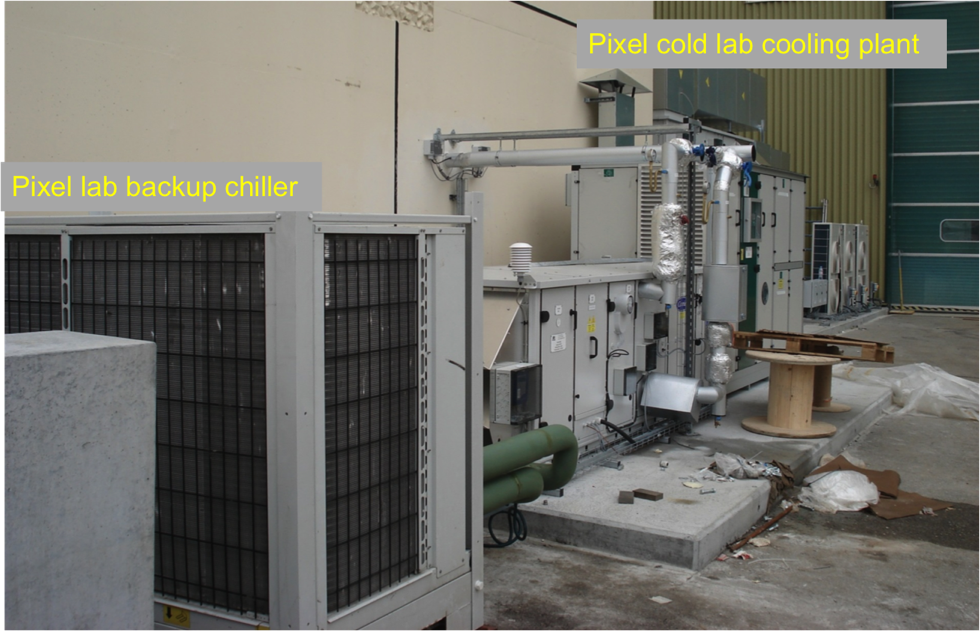 Pixel cold lab cooling plant
Pixel lab backup chiller